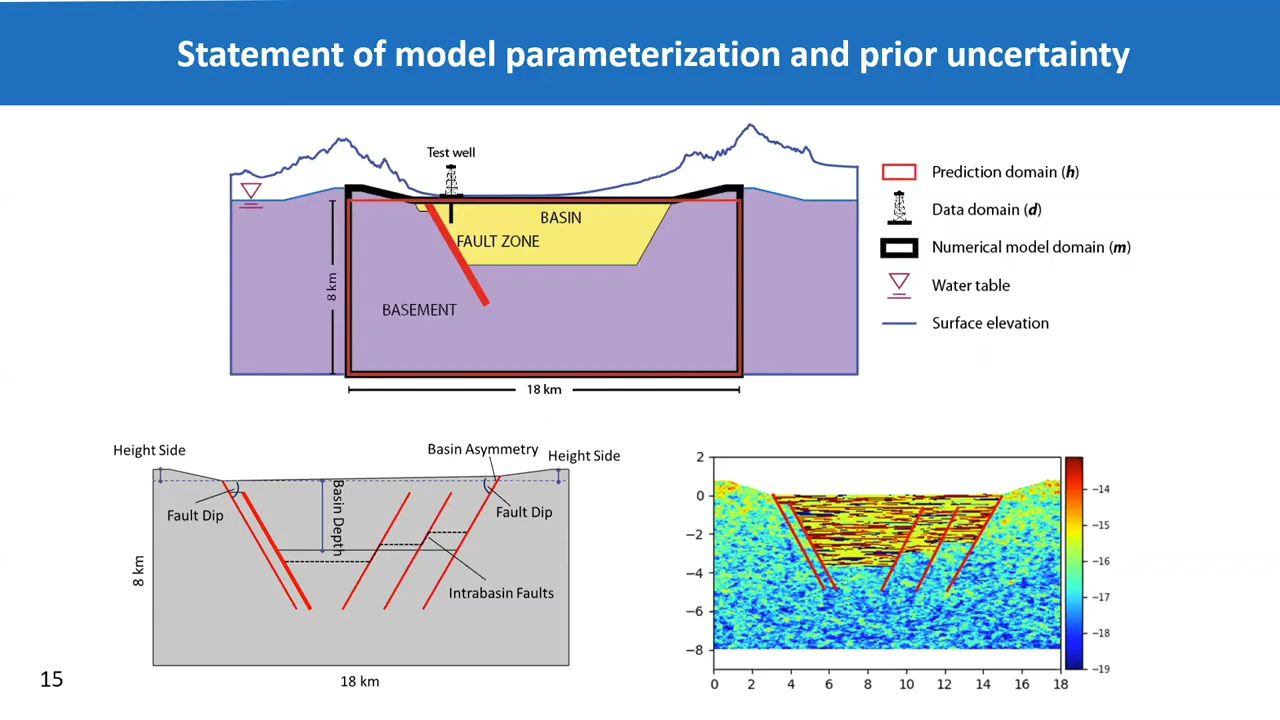 Statement of model parameterization and prior uncertainty
Test well
BASIN
FAULT ZONE
BASEMENT
8 km
18 km
Prediction domain (h)
Data domain (d)
Numerical model domain (m)
Water table
Surface elevation
Height Side
Basin Asymmetry
Height Side
Fault Dip
Basin Depth
Fault Dip
Intrabasin Faults
8 km
18 km
2
0
−2
−4
−6
−8
0 2 4 6 8 10 12 14 16 18
−14
−15
−16
−17
−18
−19
15